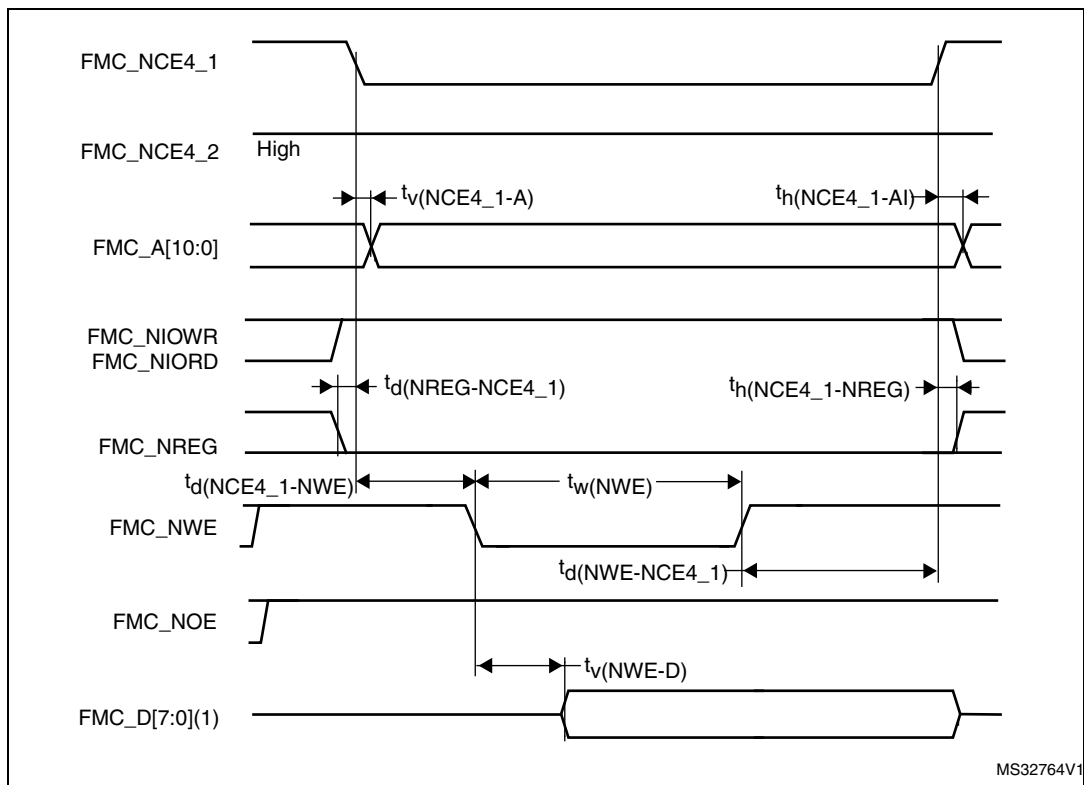 FMC_NCE4_1
FMC_NCE4_2
High
tv(NCE4_1-A)
th(NCE4_1-AI)
FMC_A[10:0]
FMC_NIOWR
FMC_NIORD
td(NREG-NCE4_1)
th(NCE4_1-NREG)
FMC_NREG
td(NCE4_1-NWE)
tw(NWE)
FMC_NWE
td(NWE-NCE4_1)
FMC_NOE
tv(NWE-D)
FMC_D[7:0](1)
MS32764V1